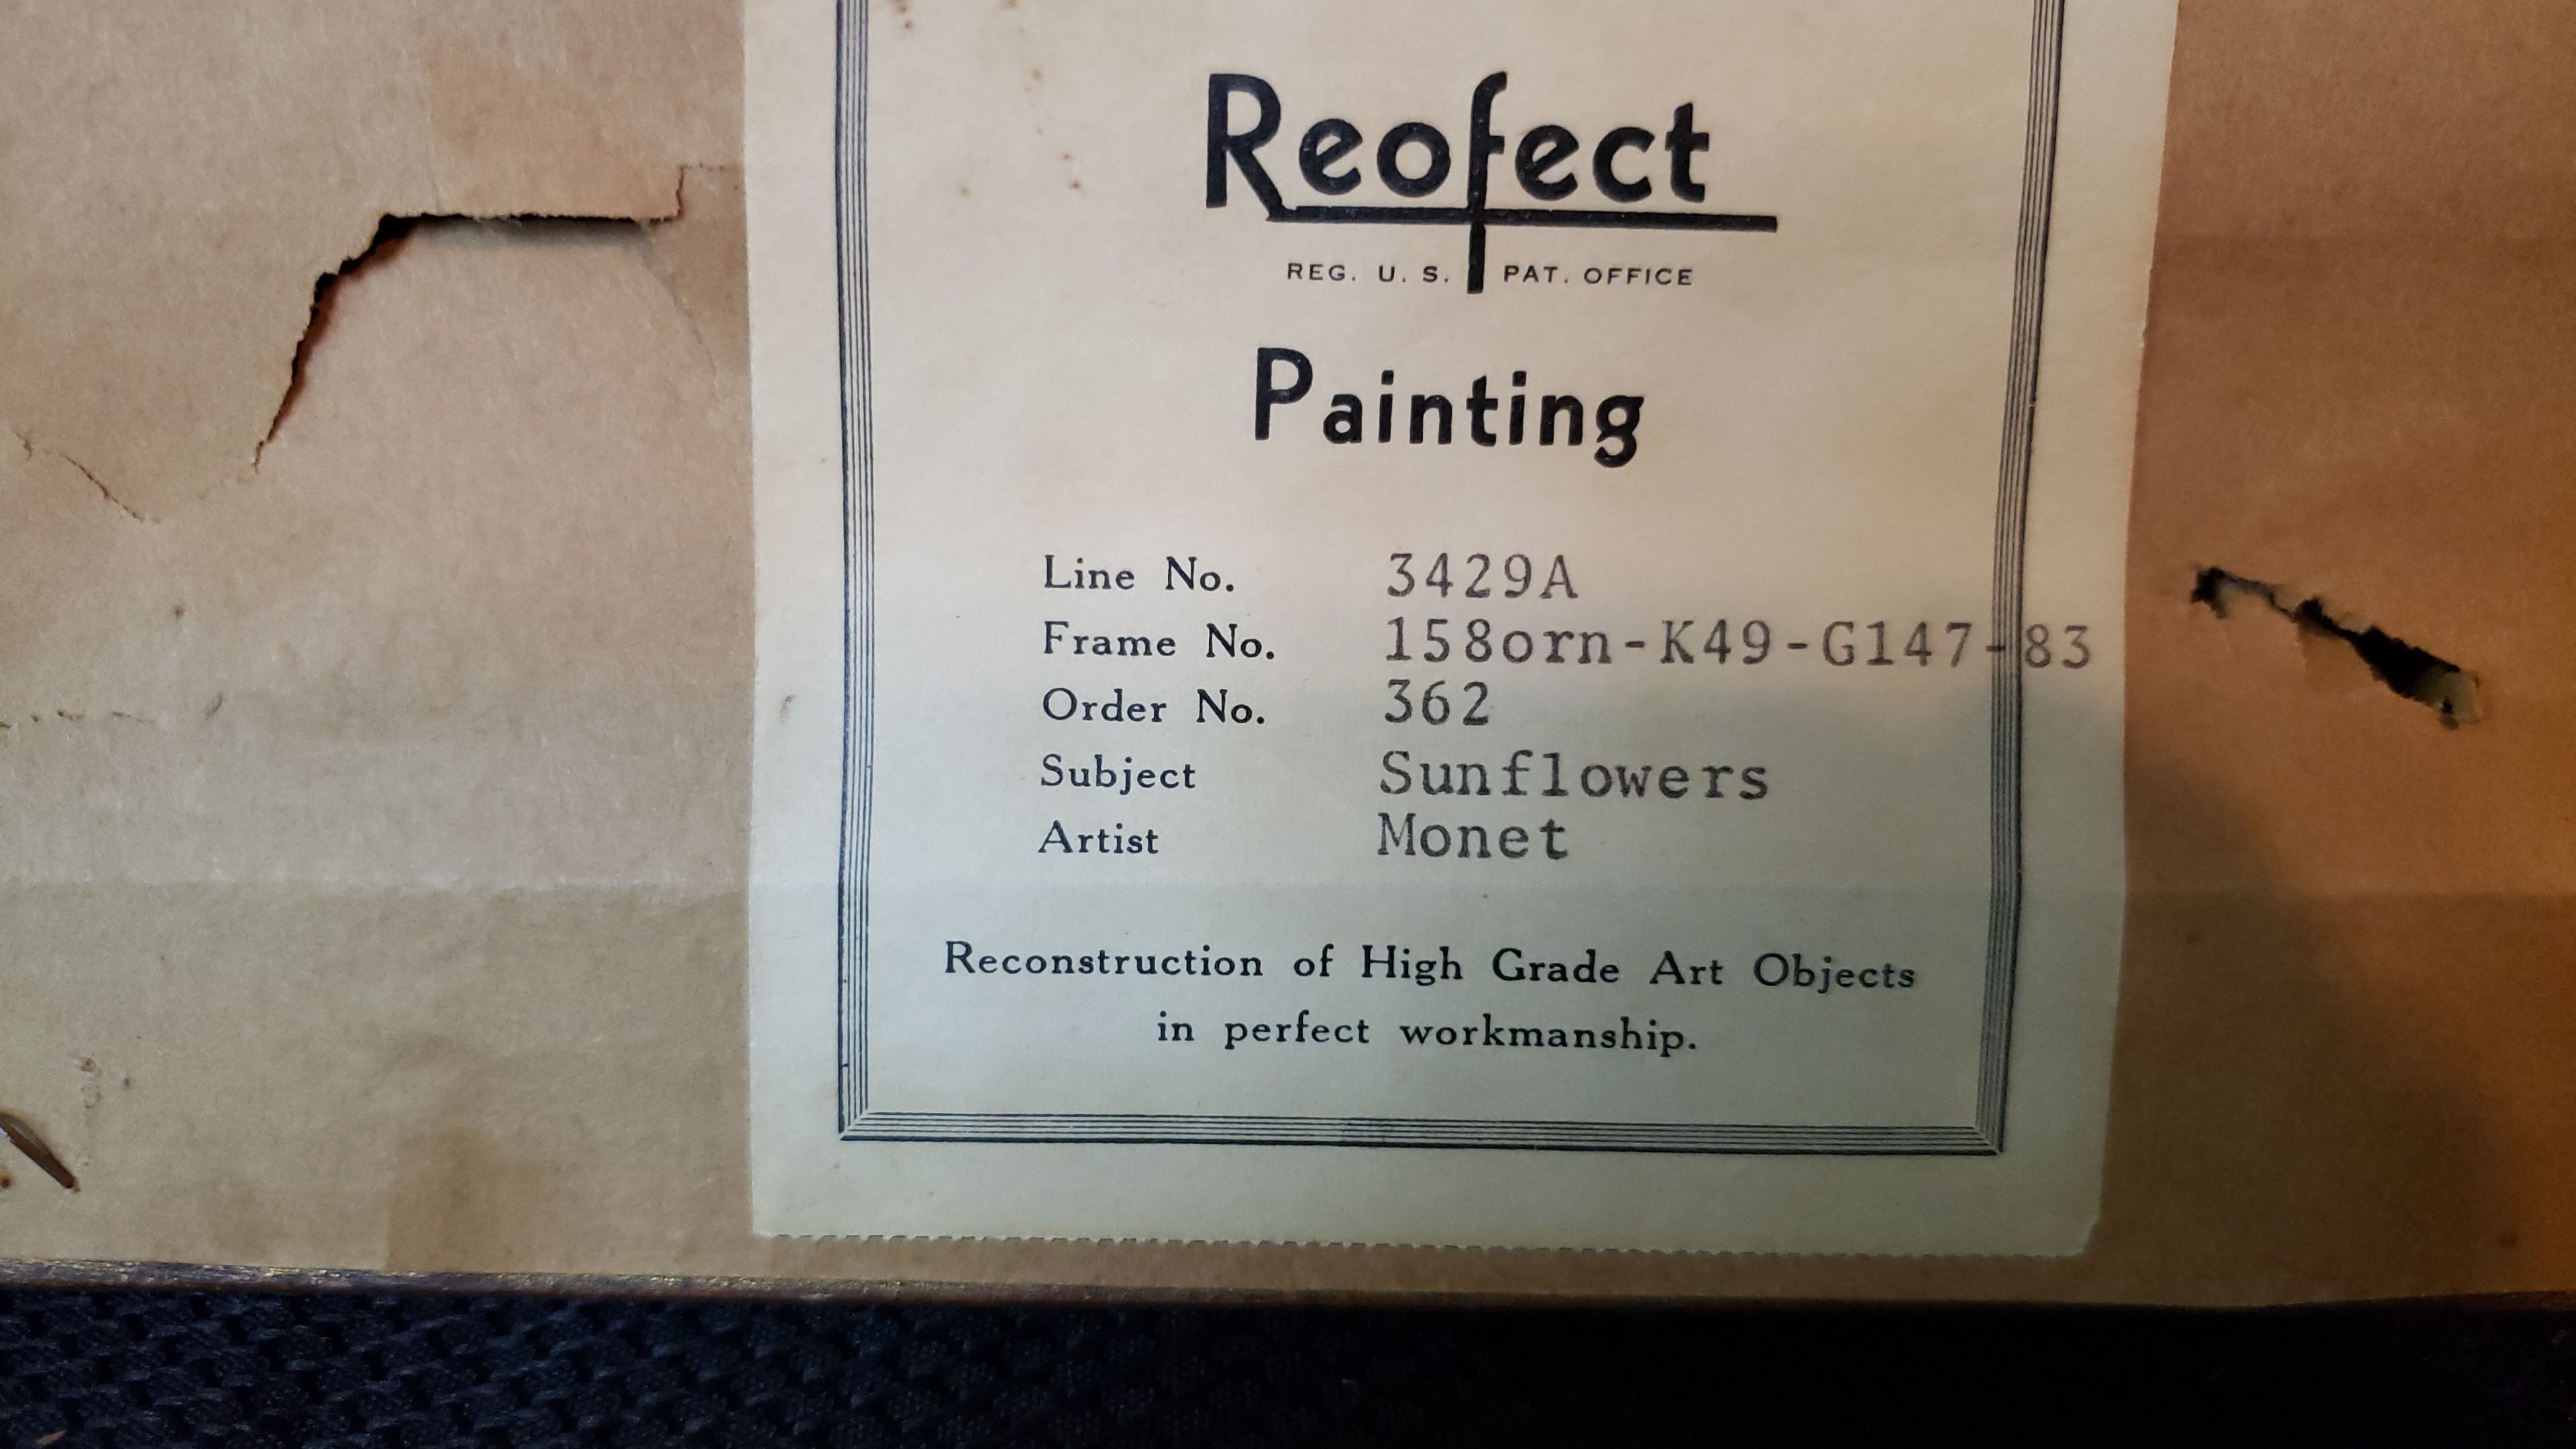 Reofect
REG. U. S. PAT. OFFICE
Painting
Line No. 3429A
Frame No. 158orn-K49-G147-83
Order No. 362
Subject Sunflowers
Artist Monet
Reconstruction of High Grade Art Objects
in perfect workmanship.